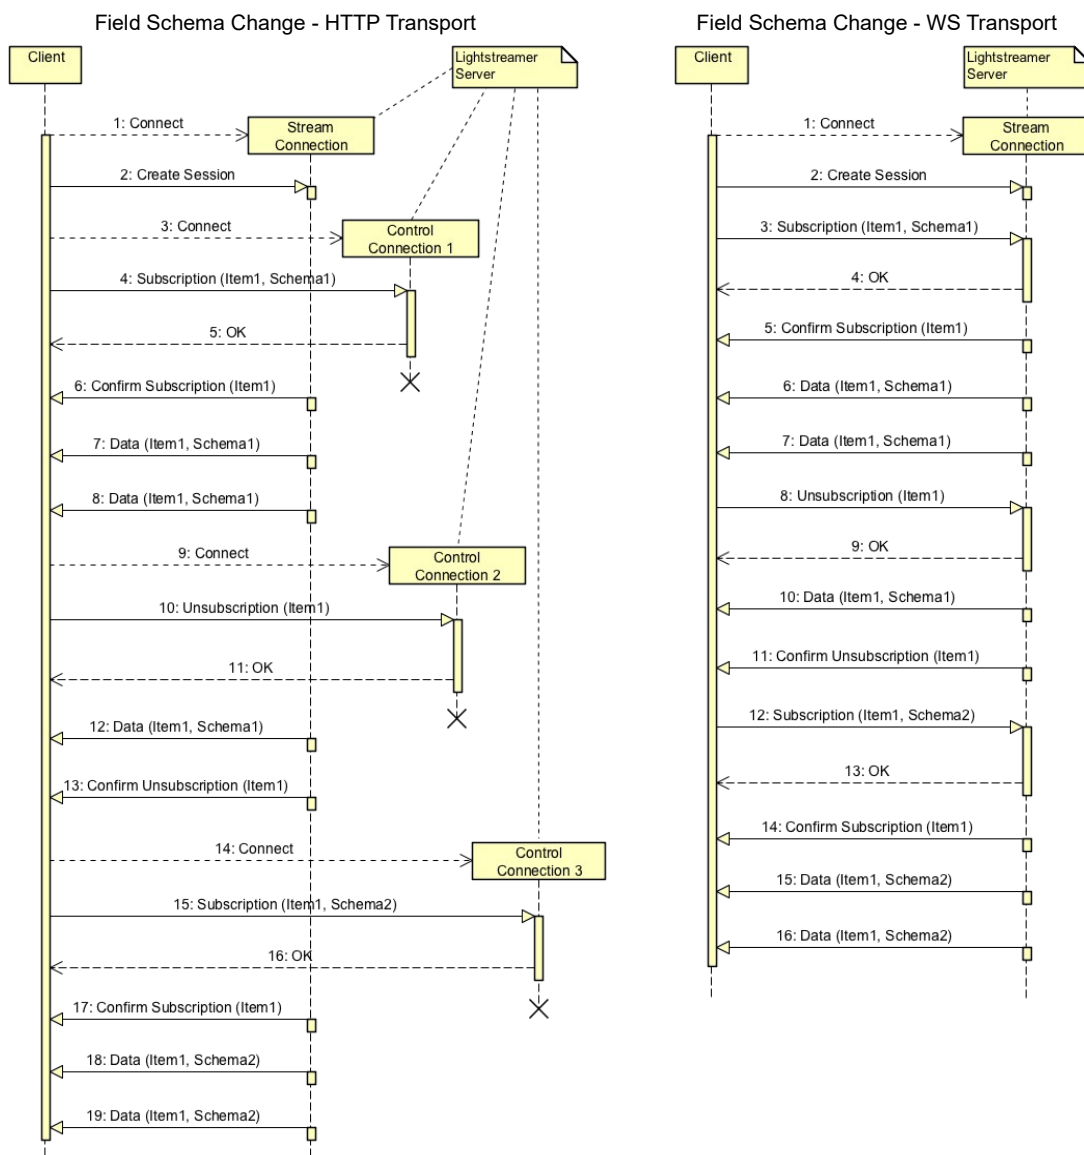 Field Schema Change - HTTP Transport
Client
Lightstreamer
Server
1: Connect
Stream
Connection
2: Create Session
3: Connect
Control
Connection 1
4: Subscription (Item1, Schema1)
5: OK
6: Confirm Subscription (Item1)
7: Data (Item1, Schema1)
8: Data (Item1, Schema1)
9: Connect
Control
Connection 2
10: Unsubscription (Item1)
11: OK
12: Data (Item1, Schema1)
13: Confirm Unsubscription (Item1)
14: Connect
Control
Connection 3
15: Subscription (Item1, Schema2)
16: OK
17: Confirm Subscription (Item1)
18: Data (Item1, Schema2)
19: Data (Item1, Schema2)
Field Schema Change - WS Transport
Client
Lightstreamer
Server
1: Connect
Stream
Connection
2: Create Session
3: Subscription (Item1, Schema1)
4: OK
5: Confirm Subscription (Item1)
6: Data (Item1, Schema1)
7: Data (Item1, Schema1)
8: Unsubscription (Item1)
9: OK
10: Data (Item1, Schema1)
11: Confirm Unsubscription (Item1)
12: Subscription (Item1, Schema2)
13: OK
14: Confirm Subscription (Item1)
15: Data (Item1, Schema2)
16: Data (Item1, Schema2)